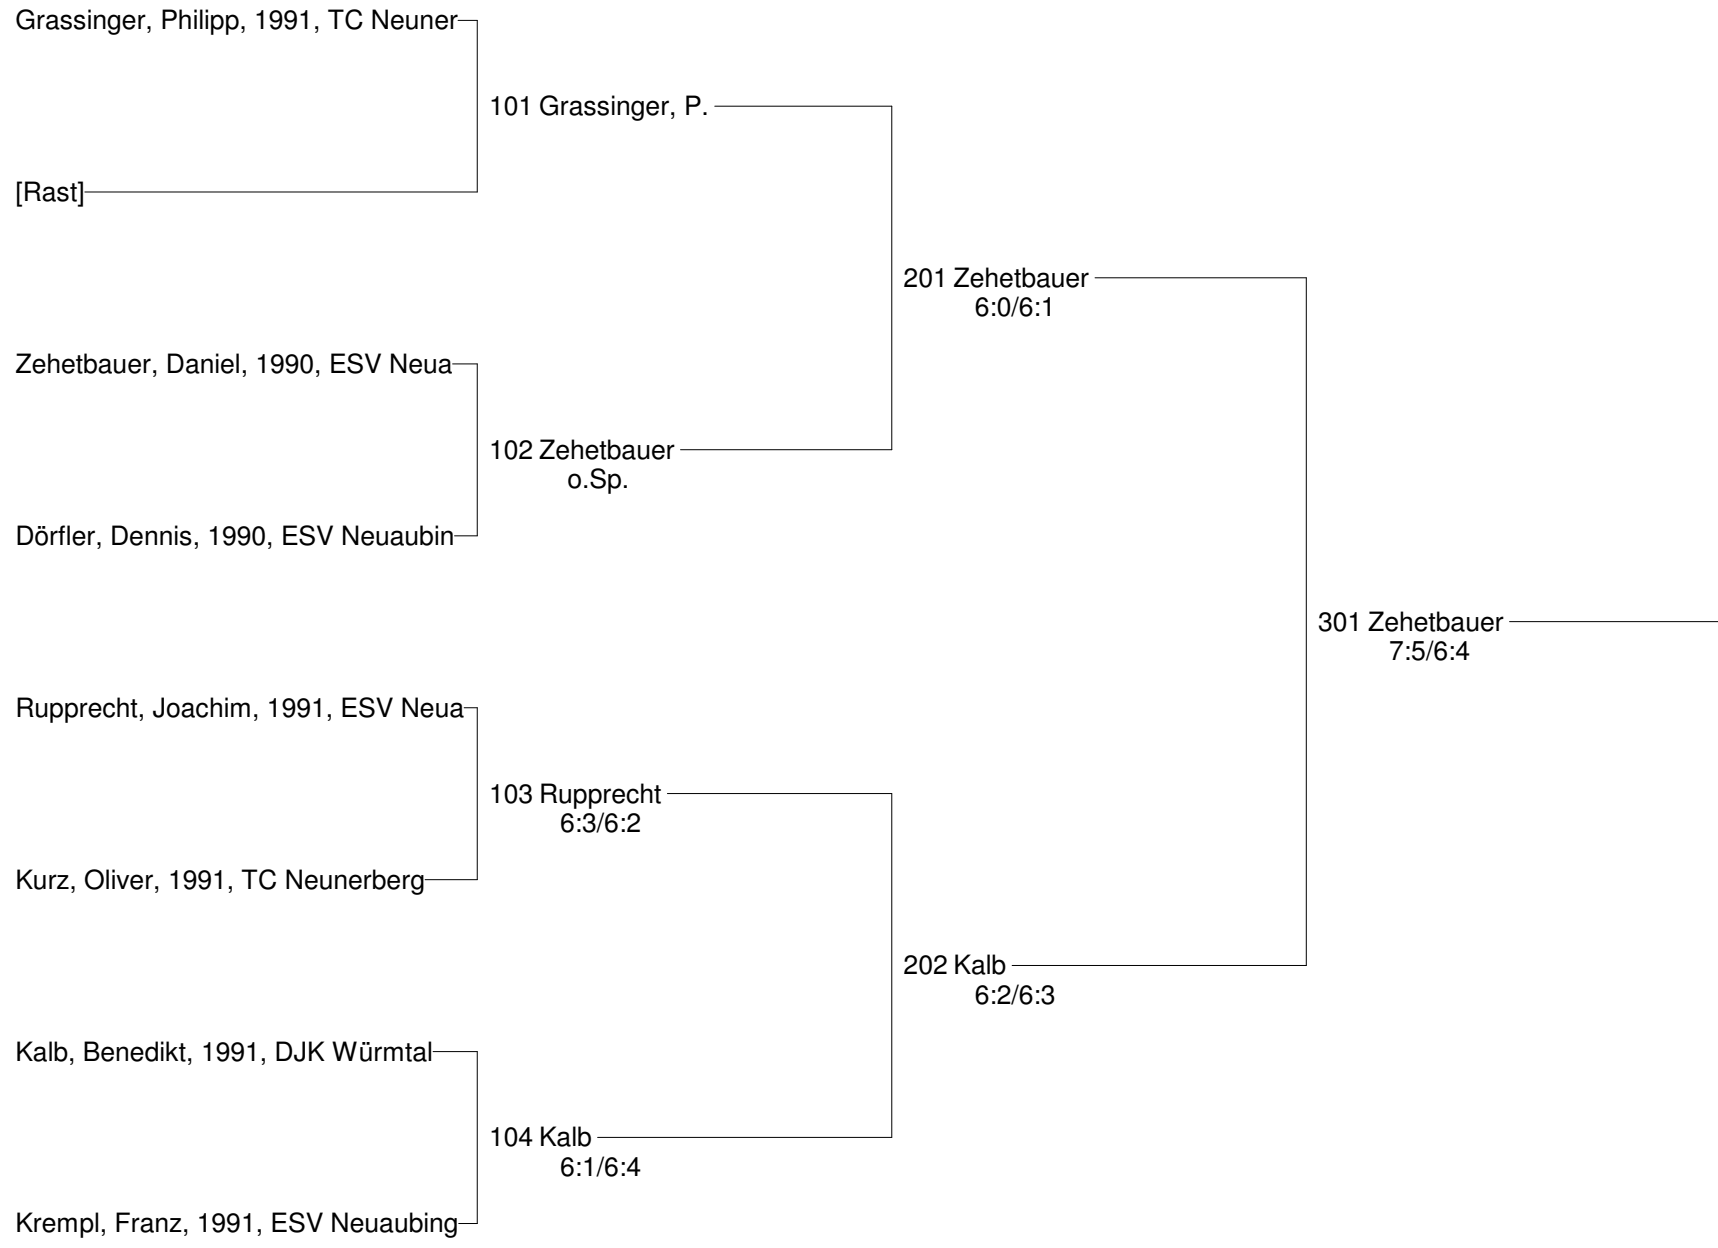 Grassinger, Philipp, 1991, TC Neuner
101 Grassinger, P.
[Rast]
201 Zehetbauer
6:0/6:1
Zehetbauer, Daniel, 1990, ESV Neua
102 Zehetbauer
o.Sp.
Dörfler, Dennis, 1990, ESV Neuaubin
301 Zehetbauer
7:5/6:4
Rupprecht, Joachim, 1991, ESV Neua
103 Rupprecht
6:3/6:2
Kurz, Oliver, 1991, TC Neunerberg
202 Kalb
6:2/6:3
Kalb, Benedikt, 1991, DJK Würmtal
104 Kalb
6:1/6:4
Krempl, Franz, 1991, ESV Neuaubing